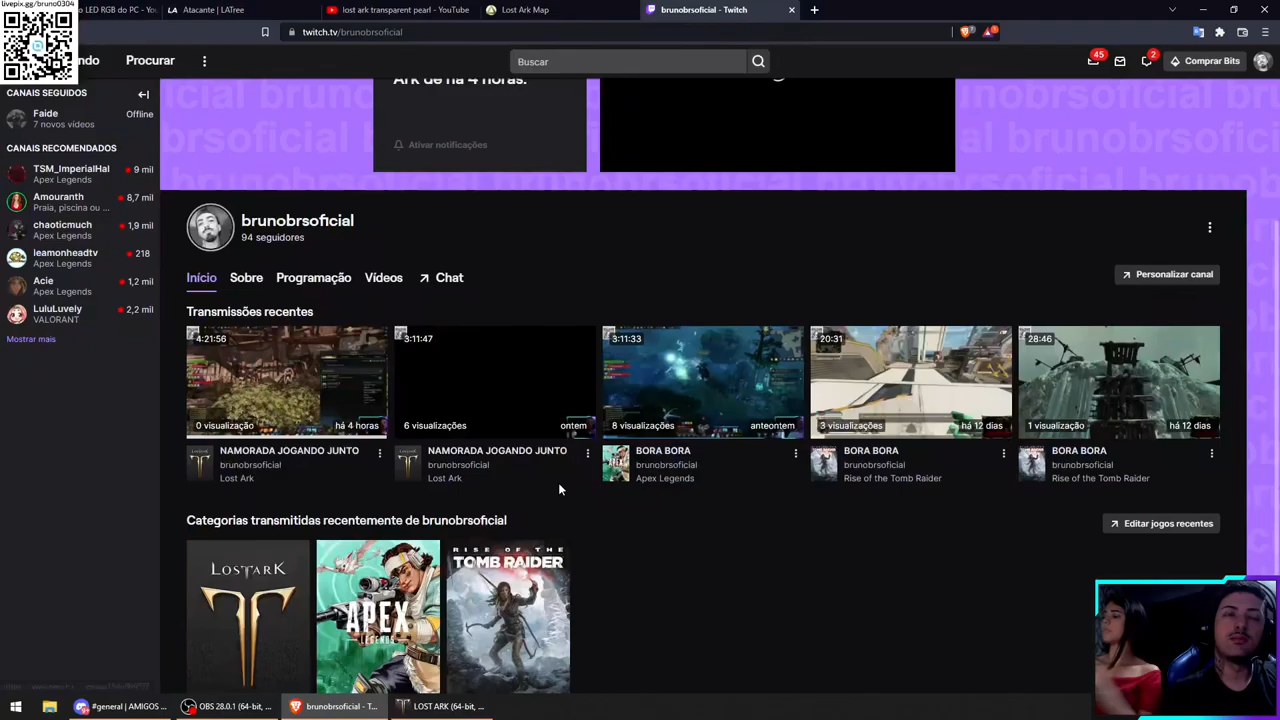 livepix.gg/bruno0304
o LED RGB do PC - You
Atacante | LATree
lost ark transparent pearl - YouTube
Lost Ark Map
brunobrsoficial - Twitch
twitch.tv/brunobrsoficial
ndo
Procurar
Buscar
45
2
Comprar Bits
CANAIS SEGUIDOS
Faide
Offline
7 novos vídeos
CANAIS RECOMENDADOS
TSM_ImperialHal
9 mil
Apex Legends
Amouranth
8,7 mil
Praia, piscina ou ...
chaoticmuch
1,9 mil
Apex Legends
ieamonheadtv
218
Apex Legends
Acie
1,2 mil
Apex Legends
LuluLuvely
2,2 mil
VALORANT
Mostrar mais
Ark de há 4 horas.
Ativar notificações
brunobrsoficial
94 seguidores
Início
Sobre
Programação
Vídeos
Chat
Personalizar canal
Transmissões recentes
4:21:56
3:11:47
3:11:33
20:31
28:46
0 visualização
há 4 horas
6 visualizações
ontem
8 visualizações
anteontem
3 visualizações
há 12 dias
1 visualização
há 12 dias
NAMORADA JOGANDO JUNTO
NAMORADA JOGANDO JUNTO
BORA BORA
BORA BORA
BORA BORA
brunobrsoficial
brunobrsoficial
brunobrsoficial
brunobrsoficial
brunobrsoficial
Lost Ark
Lost Ark
Apex Legends
Rise of the Tomb Raider
Rise of the Tomb Raider
Categorias transmitidas recentemente de brunobrsoficial
Editar jogos recentes
LOST ARK
APEX
LEGENDS
RISE OF THE
TOMB RAIDER
#general | AMIGOS ...
OBS 28.0.1 (64-bit, ...
brunobrsoficial - T...
LOST ARK (64-bit, ...